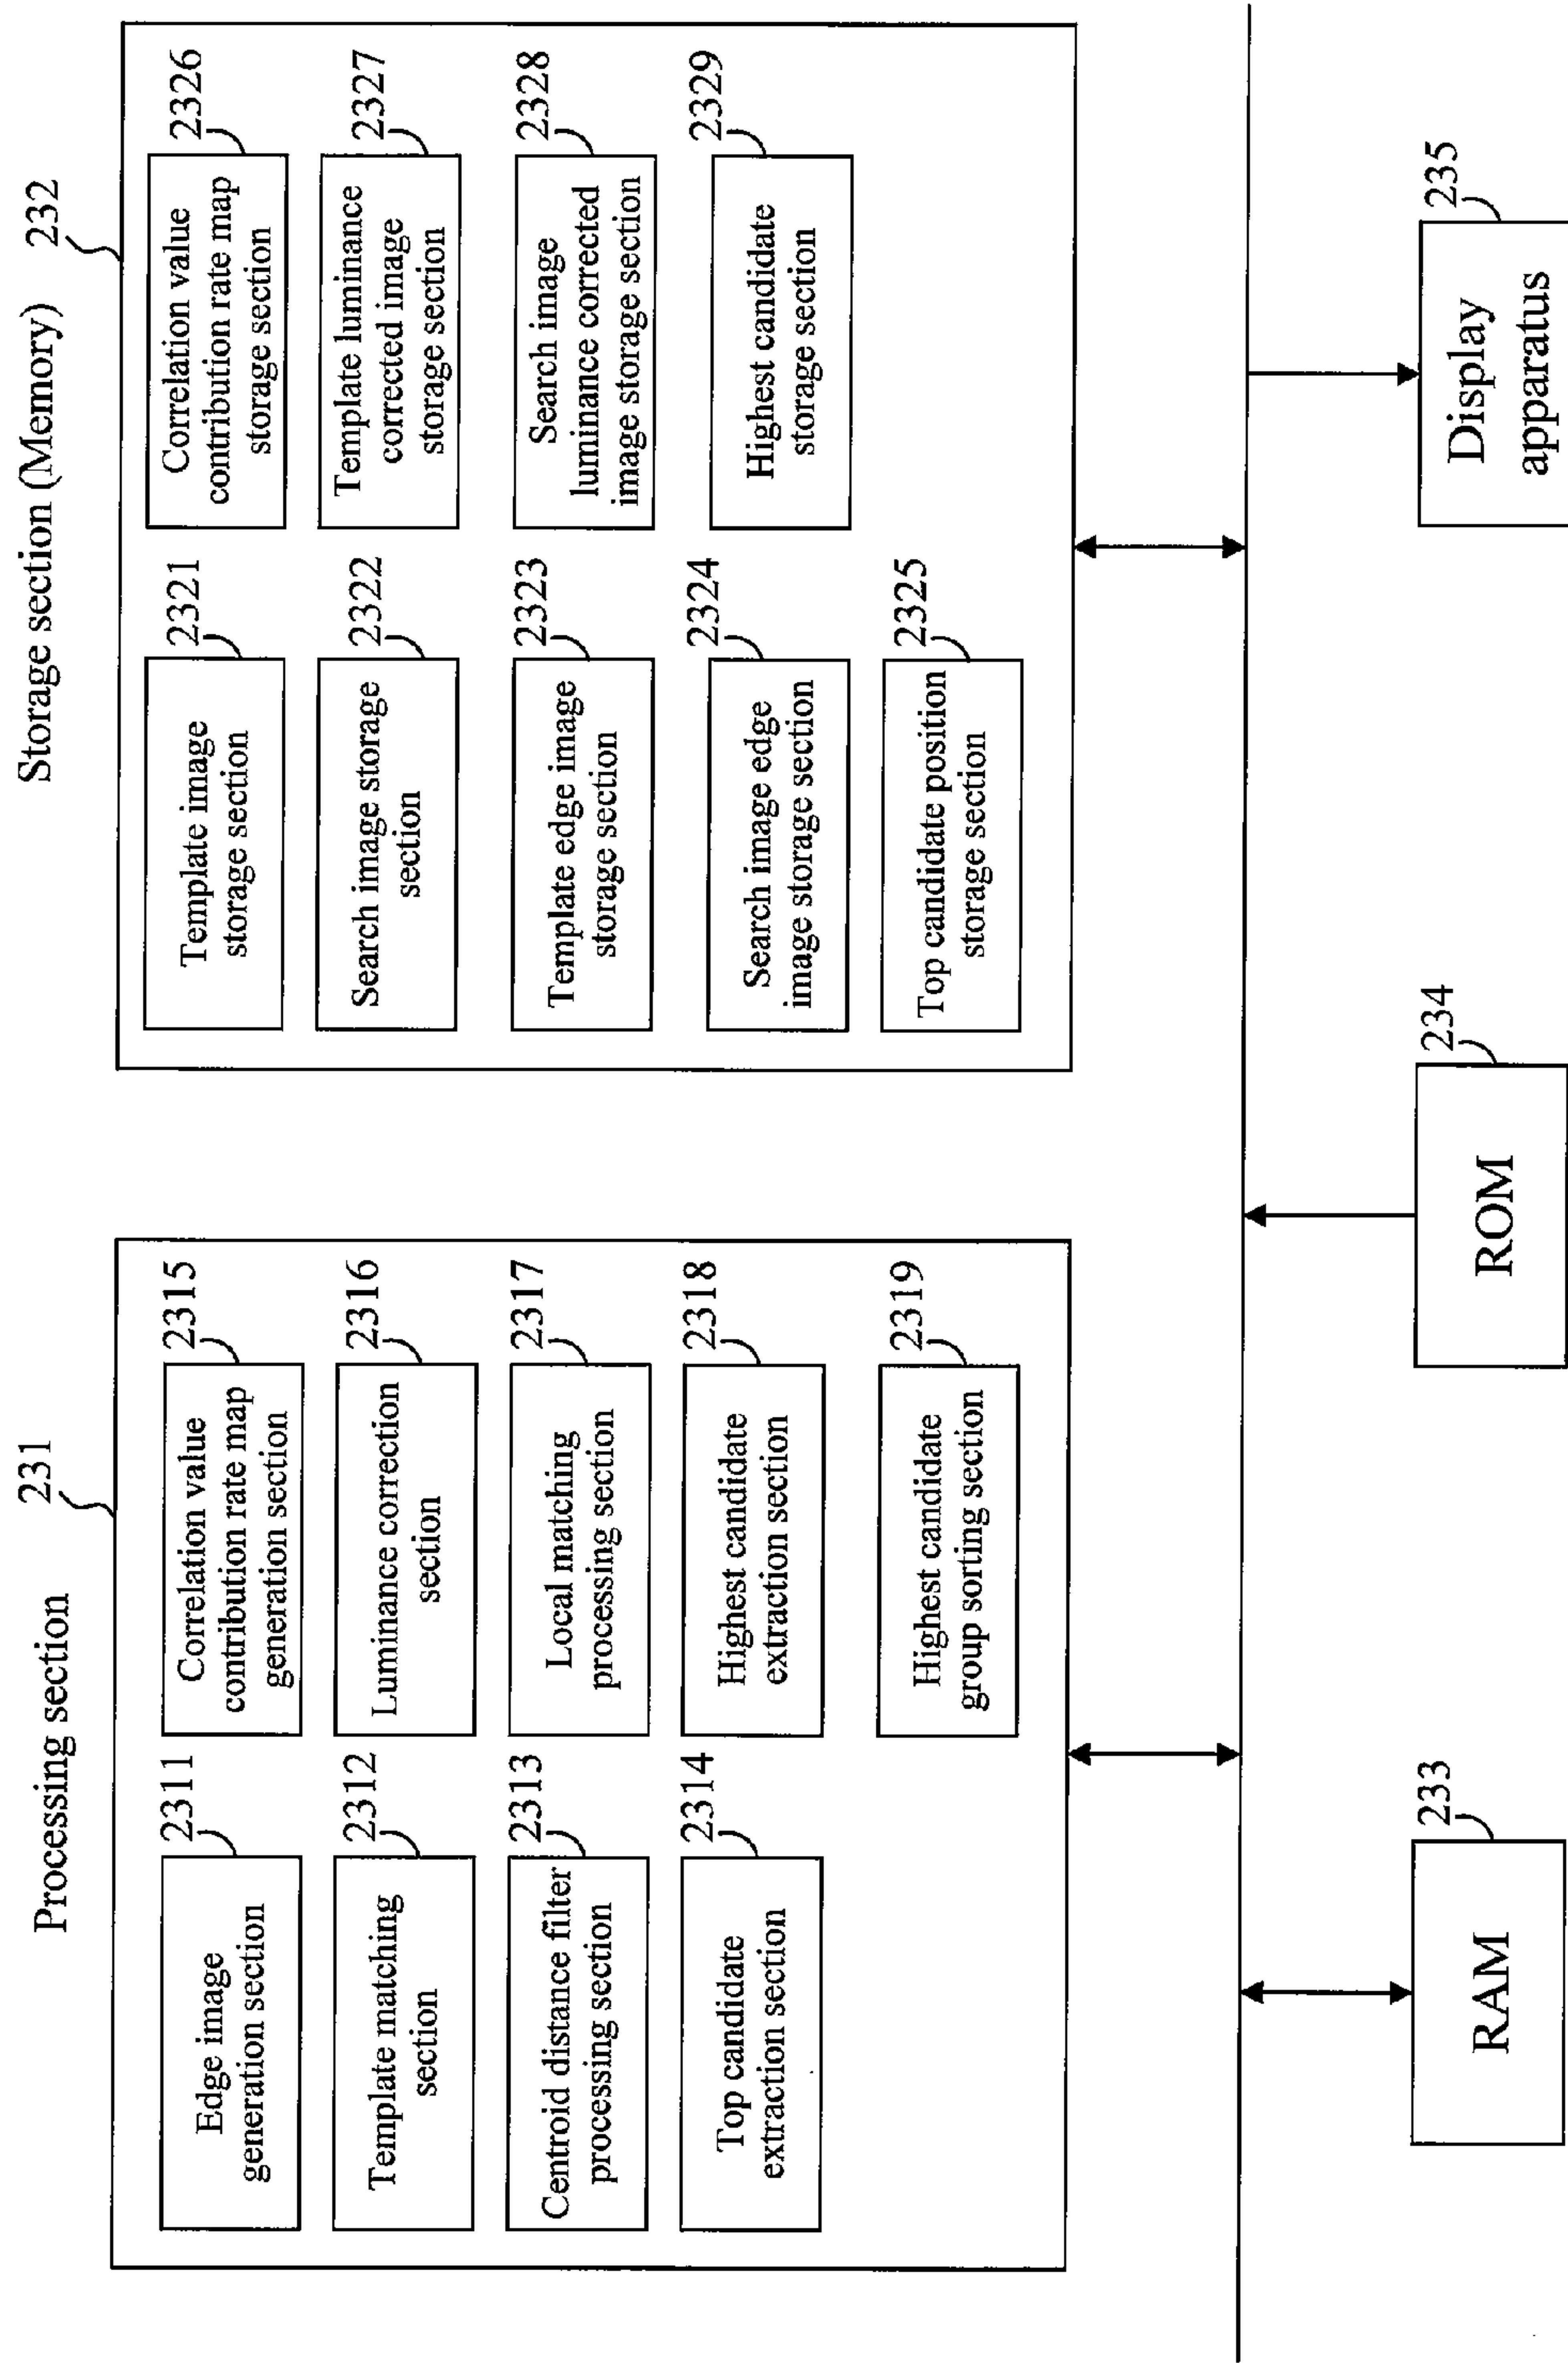 Processing section
231
Edge image
generation section
2311
Template matching
section
2312
Centroid distance filter
processing section
2313
Top candidate
extraction section
2314
Correlation value
contribution rate map
generation section
2315
Luminance correction
section
2316
Local matching
processing section
2317
Highest candidate
extraction section
2318
Highest candidate
group sorting section
2319
Storage section (Memory)
232
Template image
storage section
2321
Search image storage
section
2322
Template edge image
storage section
2323
Search image edge
image storage section
2324
Top candidate position
storage section
2325
Correlation value
contribution rate map
storage section
2326
Template luminance
corrected image
storage section
2327
Search image
luminance corrected
image storage section
2328
Highest candidate
storage section
2329
RAM
233
ROM
234
Display
apparatus
235